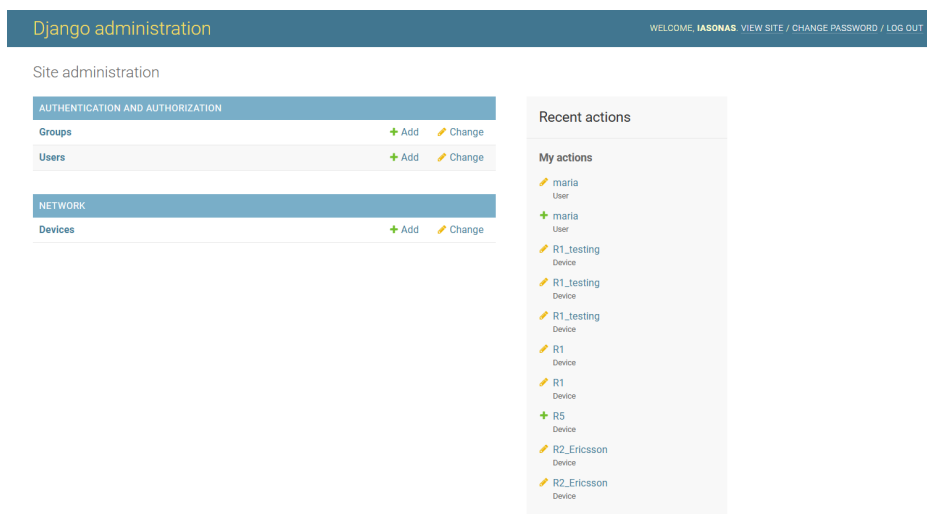 Django administration
WELCOME, IASONAS. VIEW SITE / CHANGE PASSWORD / LOG OUT
Site administration
AUTHENTICATION AND AUTHORIZATION
Groups Add Change
Users Add Change
NETWORK
Devices Add Change
Recent actions
My actions
maria
User
maria
User
R1_testing
Device
R1_testing
Device
R1_testing
Device
R1
Device
R1
Device
R5
Device
R2_Ericsson
Device
R2_Ericsson
Device